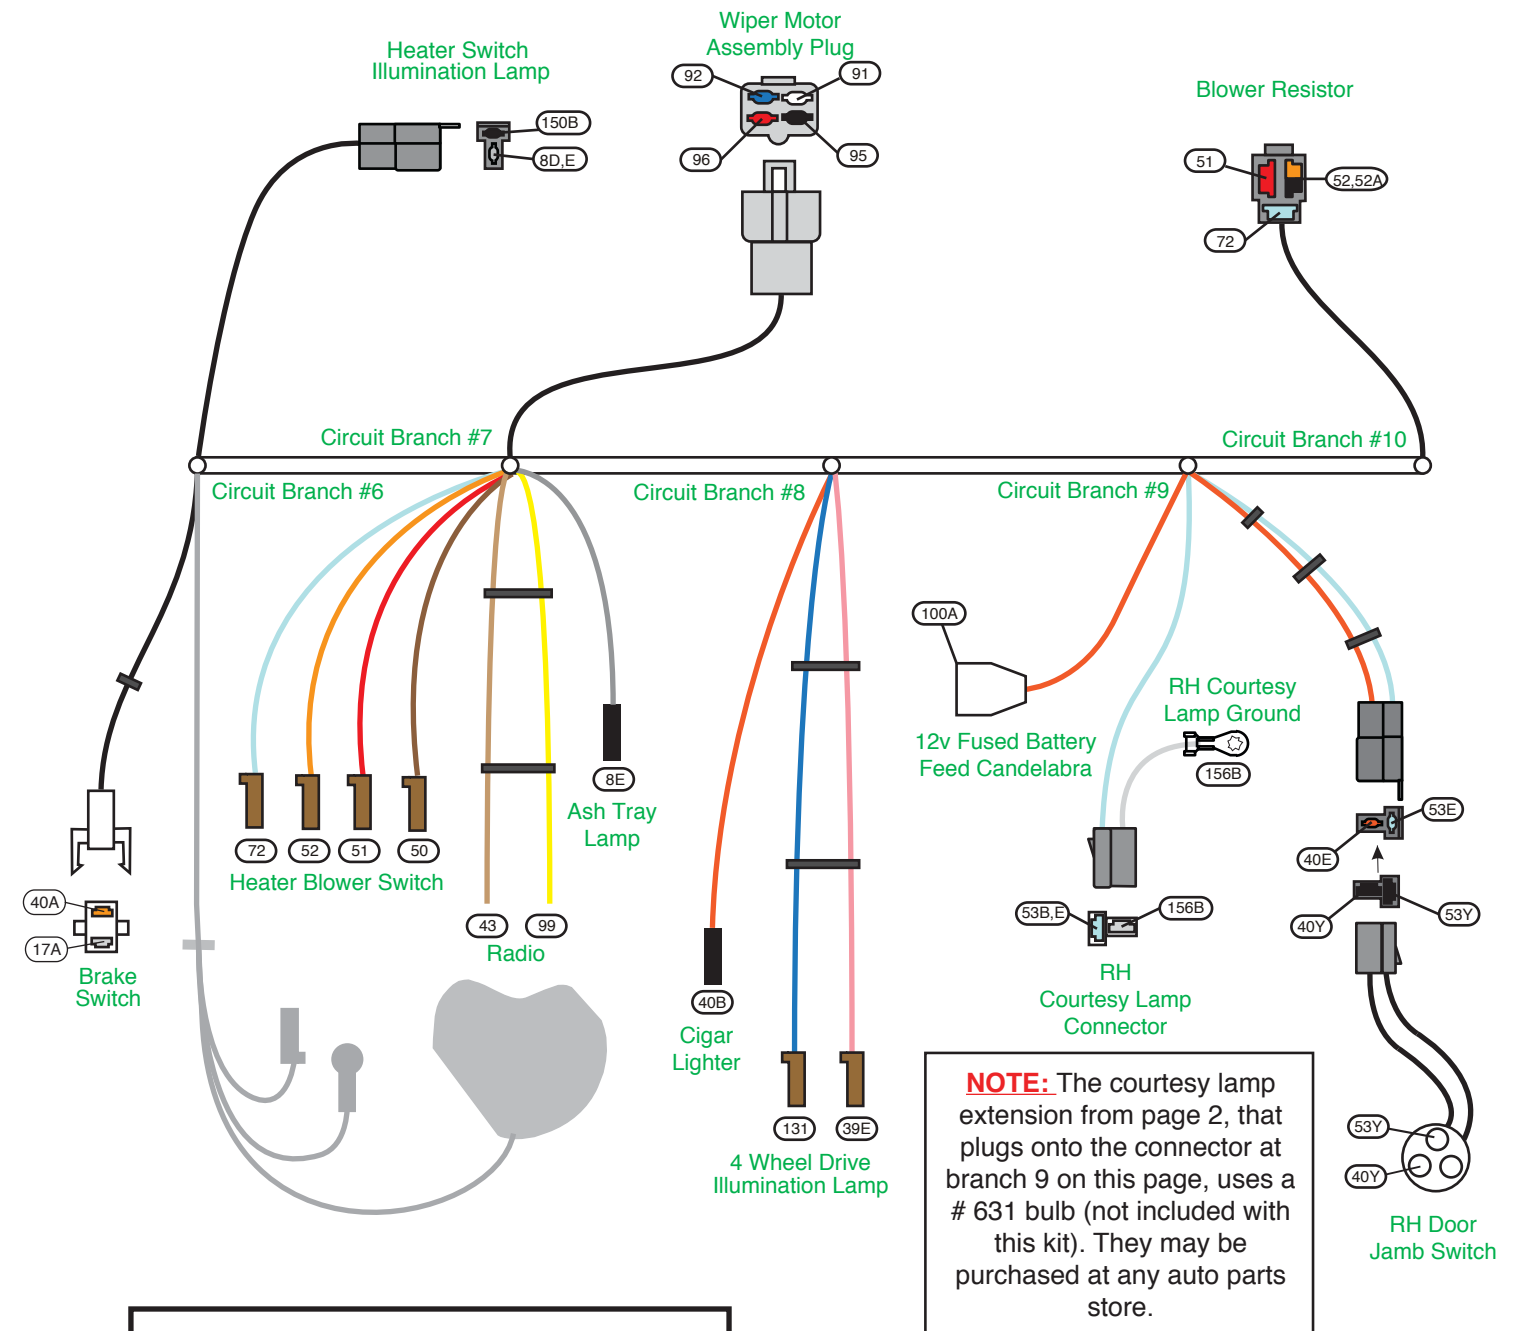 Wiper Motor
Assembly Plug
Heater Switch
Illumination Lamp
92
91
96
95
150B
8D,E
Blower Resistor
51
52,52A
72
Circuit Branch #7
Circuit Branch #10
Circuit Branch #6
Circuit Branch #8
Circuit Branch #9
40A
17A
Brake
Switch
72
52
51
50
Heater Blower Switch
43
99
Radio
8E
Ash Tray
Lamp
40B
Cigar
Lighter
131
39E
4 Wheel Drive
Illumination Lamp
100A
12v Fused Battery
Feed Candelabra
RH Courtesy
Lamp Ground
156B
53B,E
156B
RH
Courtesy Lamp
Connector
53E
40E
40Y
53Y
53Y
40Y
RH Door
Jamb Switch
NOTE: The courtesy lamp
extension from page 2, that
plugs onto the connector at
branch 9 on this page, uses a
# 631 bulb (not included with
this kit). They may be
purchased at any auto parts
store.